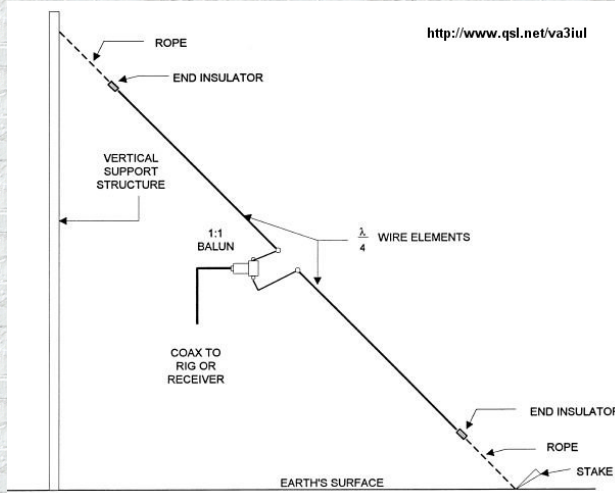 http://www.qsl.net/va3iul
ROPE
END INSULATOR
VERTICAL
SUPPORT
STRUCTURE
1:1
BALUN
λ
4
WIRE ELEMENTS
COAX TO
RIG OR
RECEIVER
END INSULATOR
ROPE
STAKE
EARTH'S SURFACE